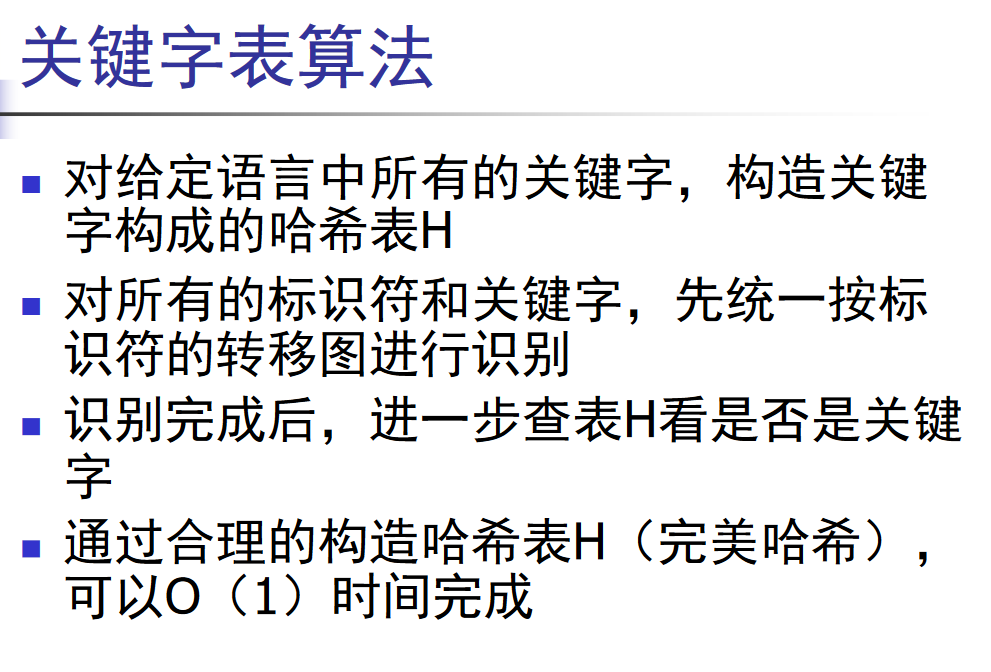 关键字表算法
对给定语言中所有的关键字，构造关键
字构成的哈希表H
对所有的标识符和关键字，先统一按标
识符的转移图进行识别
识别完成后，进一步查表H看是否是关键
字
通过合理的构造哈希表H（完美哈希），
可以O（1）时间完成